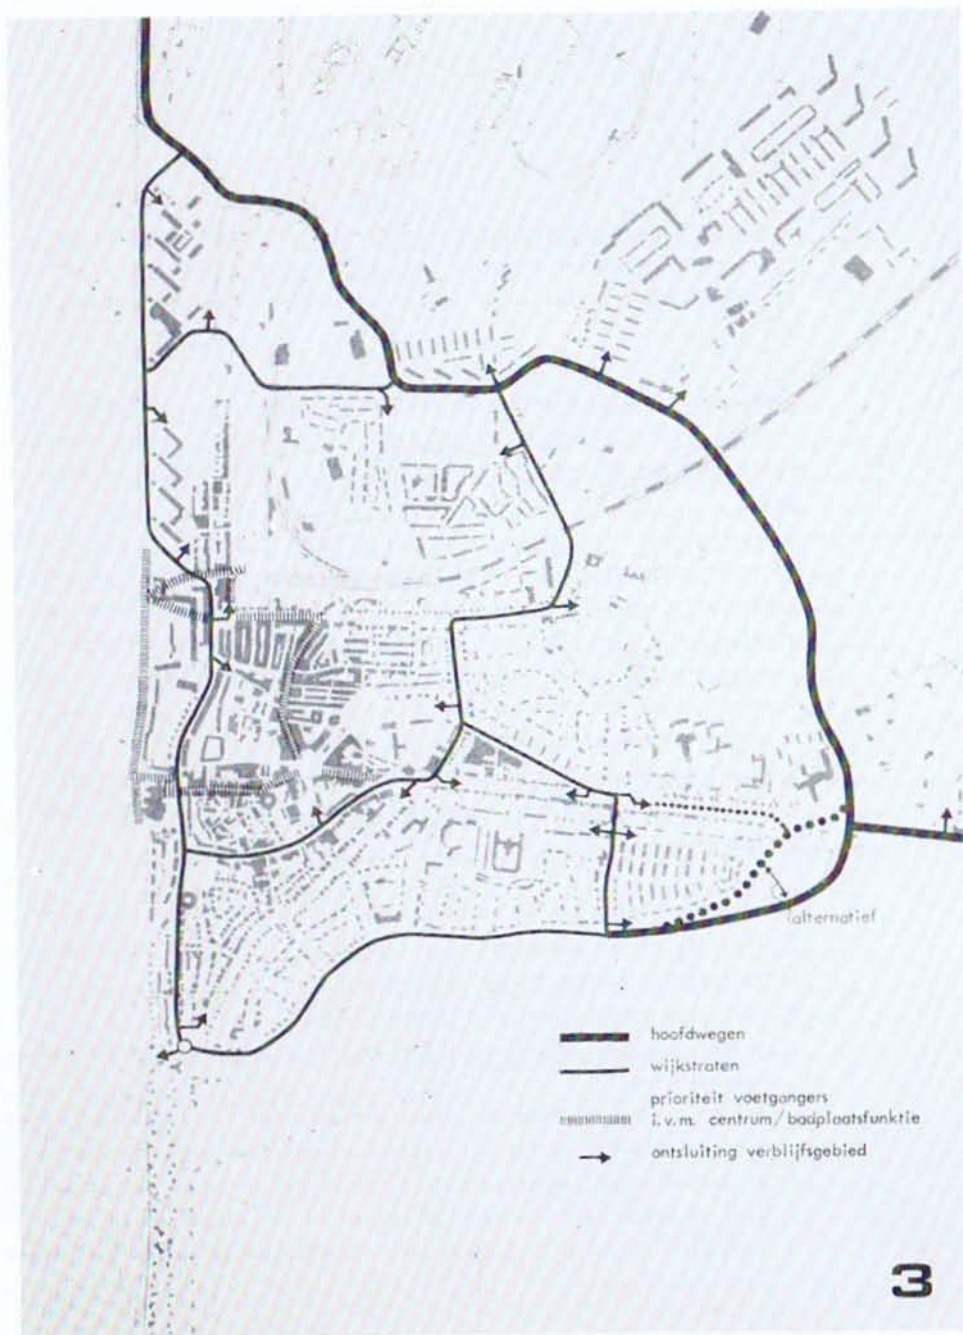 (alternatief
hoofdwegen
wijkstraten
prioriteit voetgangers
i.v.m. centrum/badplaatsfunktie
ontsluiting verblijfsgebied
3